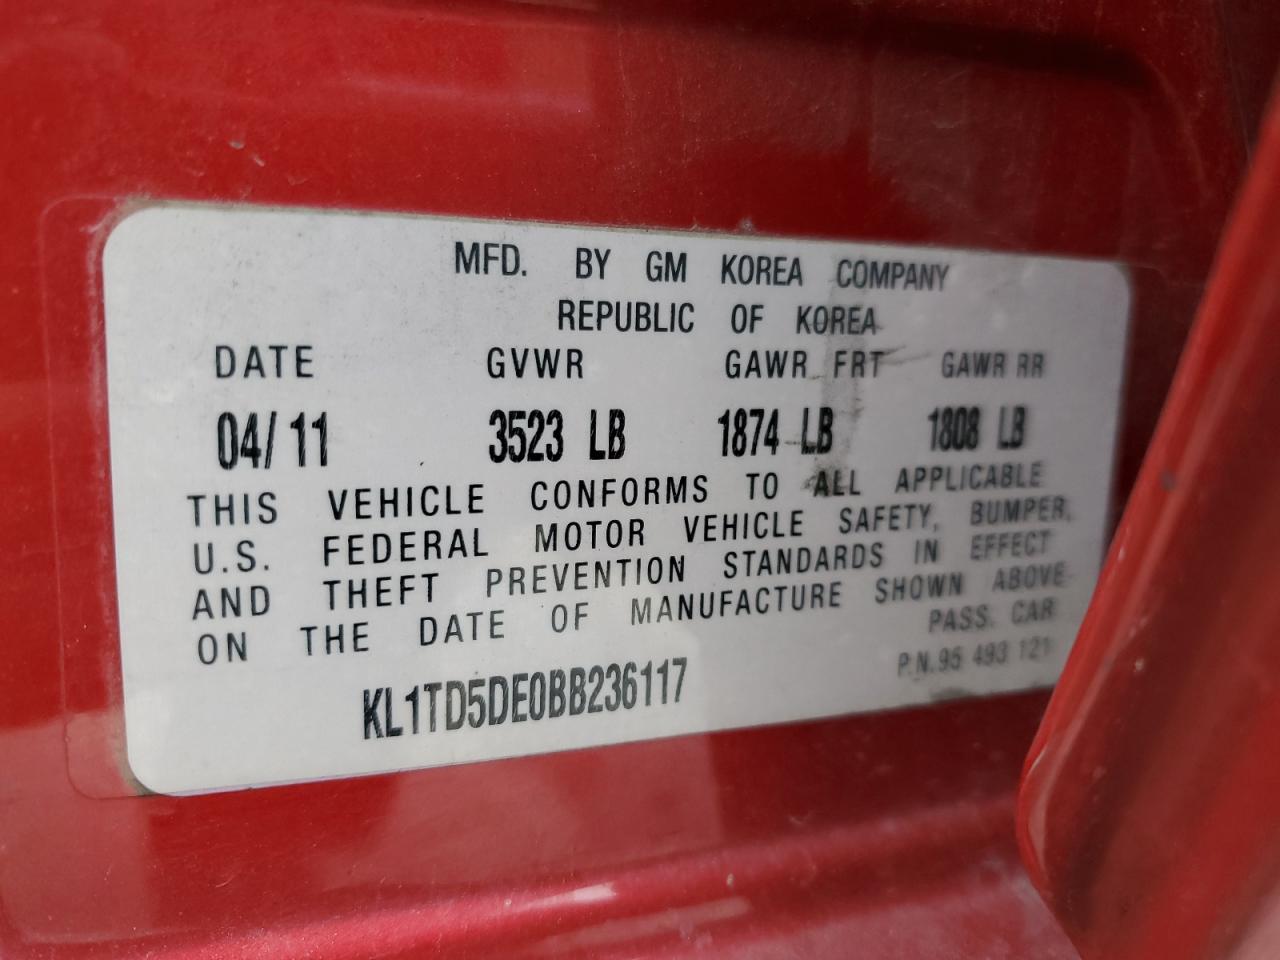 MFD. BY GM KOREA COMPANY
REPUBLIC OF KOREA
DATE GVWR GAWR FRT GAWR RR
04/11 3523 LB 1874 LB 1808 LB
THIS VEHICLE CONFORMS TO ALL APPLICABLE
U.S. FEDERAL MOTOR VEHICLE SAFETY, BUMPER,
AND THEFT PREVENTION STANDARDS IN EFFECT
ON THE DATE OF MANUFACTURE SHOWN ABOVE
PASS. CAR
KL1TD5DE0BB236117
P.N.95 493 121